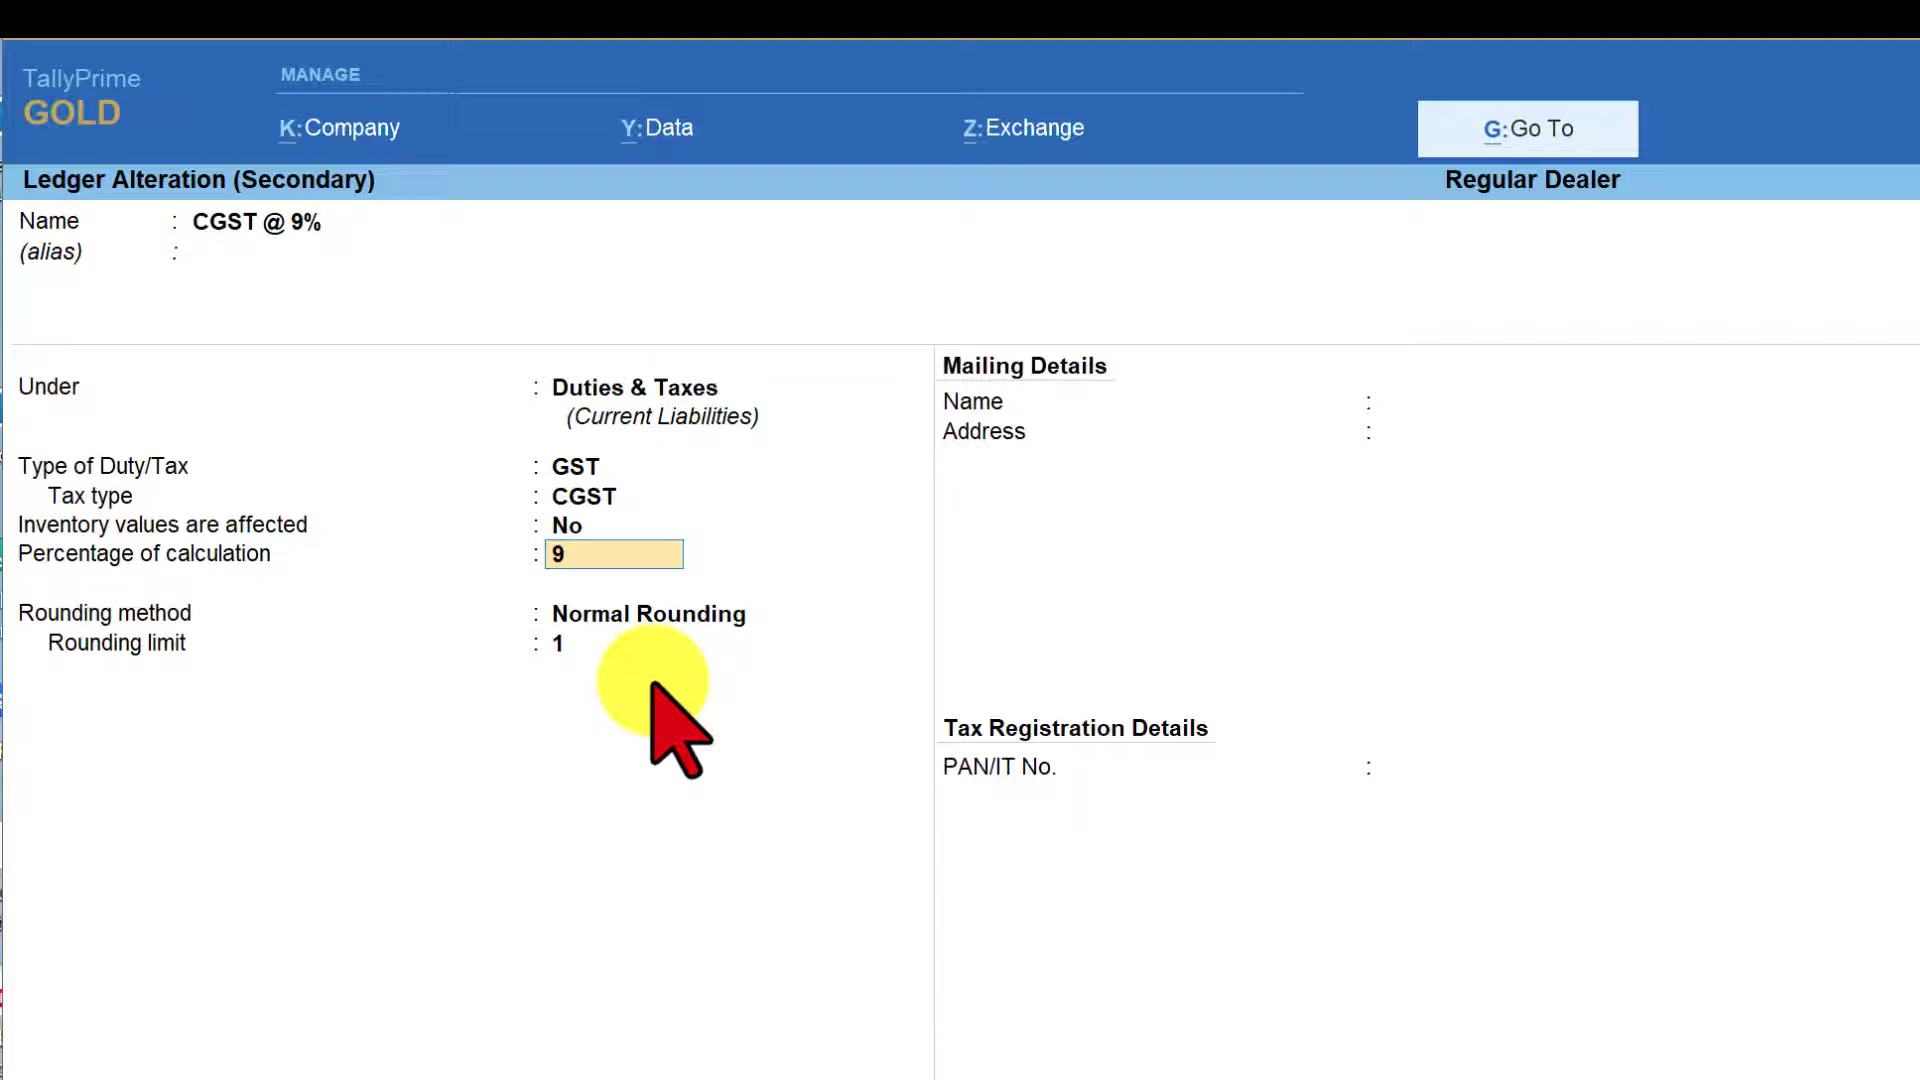 TallyPrime
GOLD
MANAGE
K:Company
Y:Data
Z:Exchange
G:Go To
Ledger Alteration (Secondary)
Regular Dealer
Name : CGST @ 9%
(alias) :
Under : Duties & Taxes
(Current Liabilities)
Type of Duty/Tax : GST
Tax type : CGST
Inventory values are affected : No
Percentage of calculation : 9
Rounding method : Normal Rounding
Rounding limit : 1
Mailing Details
Name :
Address :
Tax Registration Details
PAN/IT No. :